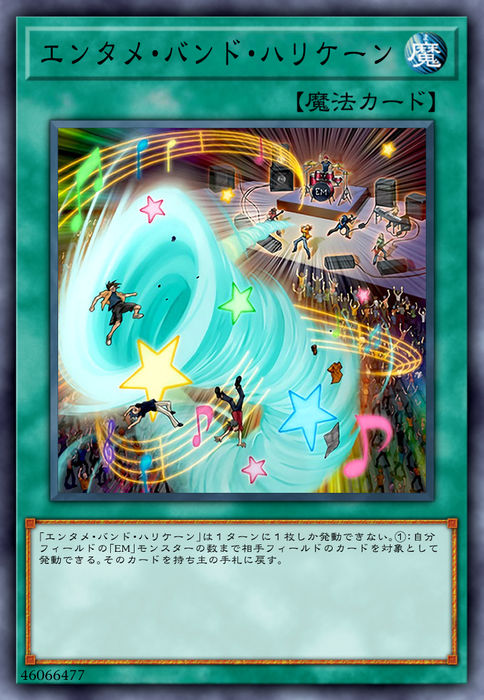 エンタメ・バンド・ハリケーン 魔
【魔法カード】
EM
「エンタメ・バンド・ハリケーン」は１ターンに１枚しか発動できない。①:自分
フィールドの「EM」モンスターの数まで相手フィールドのカードを対象として
発動できる。そのカードを持ち主の手札に戻す。
46066477